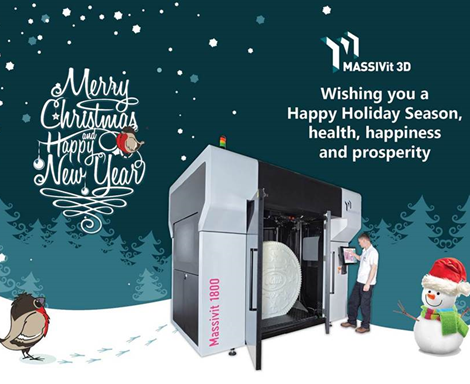 Merry
Christmas
and
Happy
New Year
MASSIVit 3D
Wishing you a
Happy Holiday Season,
health, happiness
and prosperity
Massivit 1800